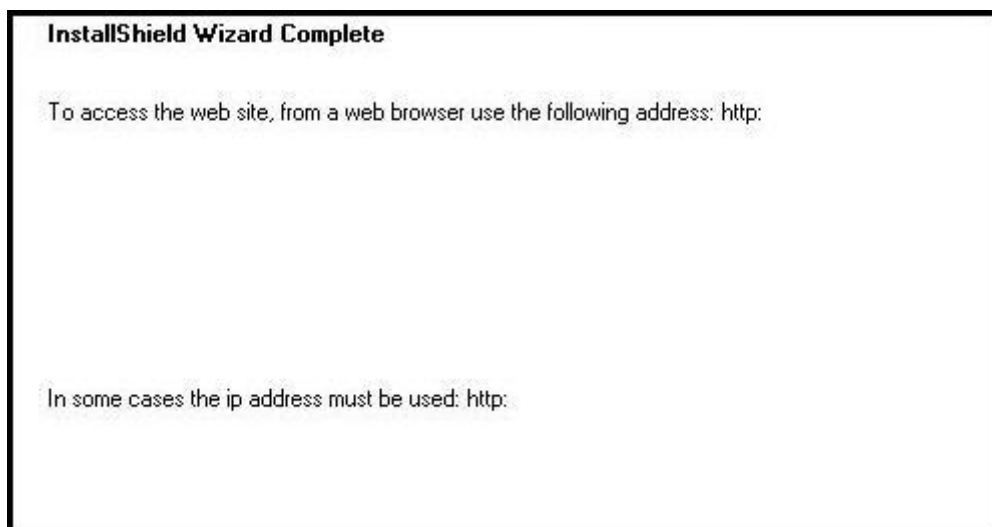 InstallShield Wizard Complete
To access the web site, from a web browser use the following address: http:
In some cases the ip address must be used: http: